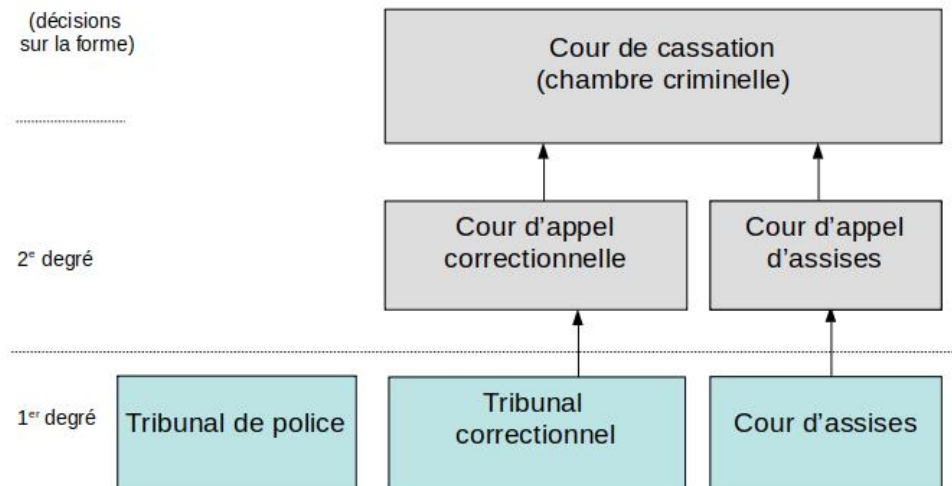 (décisions
sur la forme)
Cour de cassation
(chambre criminelle)
2e degré
Cour d'appel
correctionnelle
Cour d'appel
d'assises
1er degré
Tribunal de police
Tribunal
correctionnel
Cour d'assises